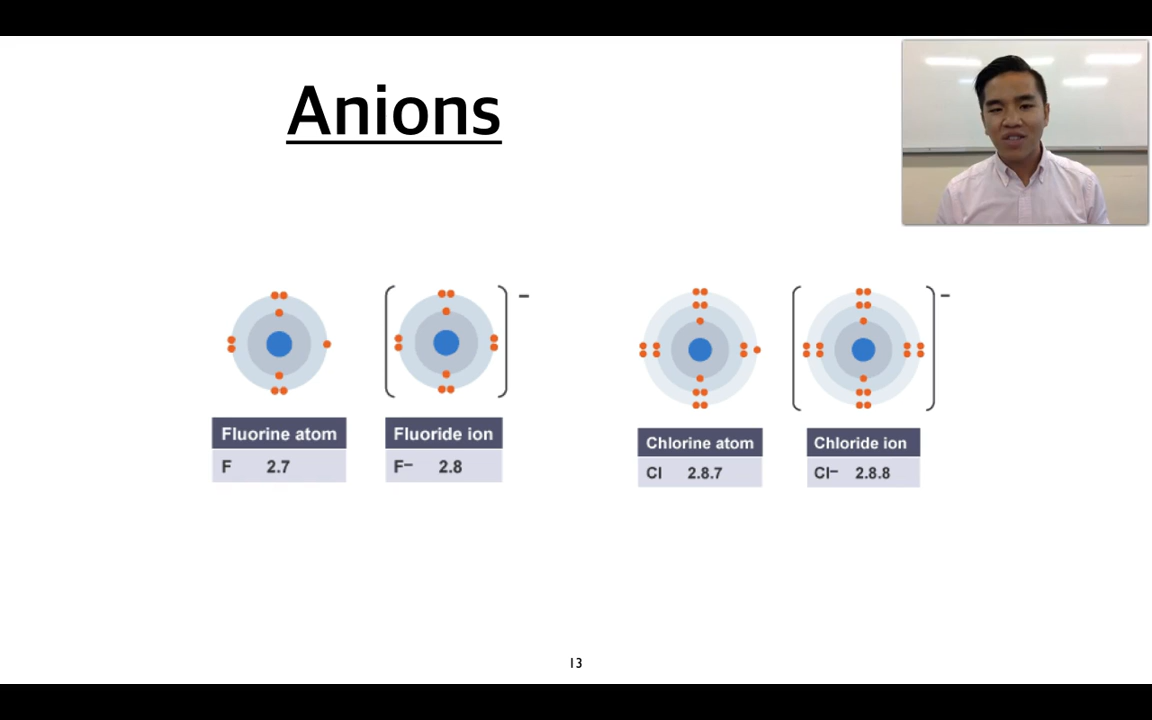 Anions
−
−
Fluorine atom
F 2.7
Fluoride ion
F− 2.8
Chlorine atom
Cl 2.8.7
Chloride ion
Cl− 2.8.8
13